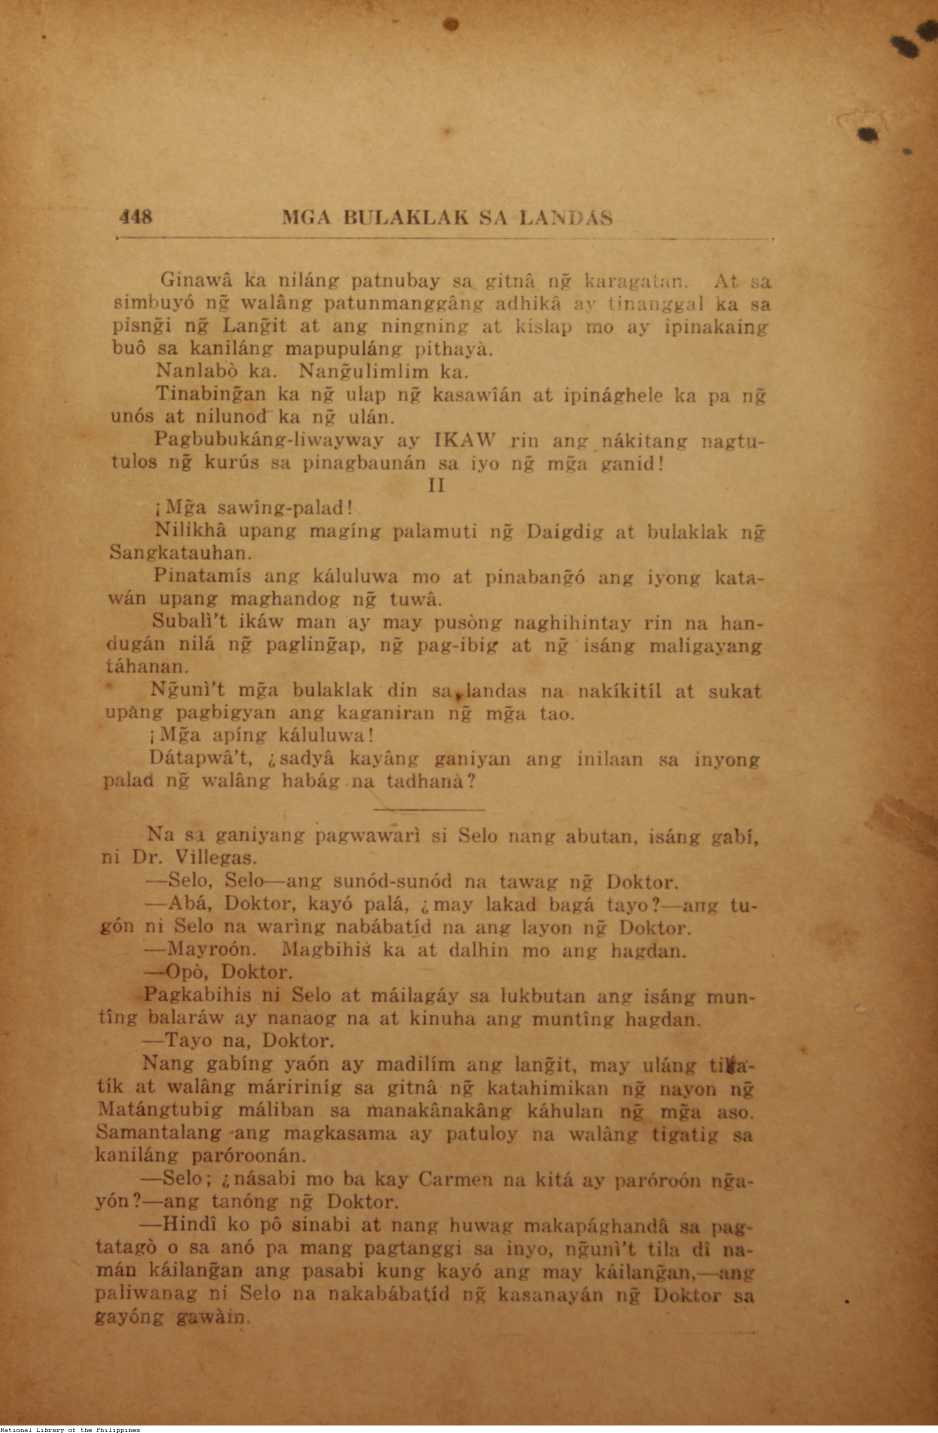 448 MGA BULAKLAK SA LANDAS
Ginawâ ka niláng patnubay sa gitnâ ng̃ karagatan. At sa
simbuyó ng̃ walâng patunmanggâng adhikâ ay tinanggal ka sa
pisng̃i ng̃ Lang̃it at ang ningning at kislap mo ay ipinakaing
buô sa kaniláng mapupuláng pithayà.
Nanlabò ka. Nang̃ulimlim ka.
Tinabing̃an ka ng̃ ulap ng̃ kasawîán at ipinághele ka pa ng̃
unós at nilunod ka ng̃ ulán.
Pagbubukáng-liwayway ay IKAW rin ang nákitang nagtu-
tulos ng̃ kurús sa pinagbaunán sa iyo ng̃ mg̃a ganid!
II
¡Mg̃a sawîng-palad!
Nilikhâ upang magíng palamuti ng̃ Daigdig at bulaklak ng̃
Sangkatauhan.
Pinatamís ang káluluwa mo at pinabang̃ó ang iyong kata-
wán upang maghandog ng̃ tuwâ.
Subalì't ikáw man ay may pusòng naghihintay rin na han-
dugán nilá ng̃ pagling̃ap, ng̃ pag-ibig at ng̃ isáng maligayang
táhanan.
Ng̃unì't mg̃a bulaklak din sa landas na nakíkitíl at sukat
upàng pagbigyan ang kaganiran ng̃ mg̃a tao.
¡Mg̃a apíng káluluwa!
Dátapwâ't, ¿sadyâ kayâng ganiyan ang inilaan sa inyong
palad ng̃ walâng habág na tadhanà?
Na sa ganiyang pagwawarì si Selo nang abutan, isáng gabí,
ni Dr. Villegas.
—Selo, Selo—ang sunód-sunód na tawag ng̃ Doktor.
—Abá, Doktor, kayó palá, ¿may lakad bagá tayo?—ang tu-
gón ni Selo na warìng nabábatíd na ang layon ng̃ Doktor.
—Mayroón. Magbihis ka at dalhin mo ang hagdan.
—Opò, Doktor.
Pagkabihis ni Selo at máilagáy sa lukbutan ang isáng mun-
tîng balaráw ay nanaog na at kinuha ang muntîng hagdan.
—Tayo na, Doktor.
Nang gabíng yaón ay madilím ang lang̃it, may uláng tika-
tík at walâng máririníg sa gitnâ ng̃ katahimikan ng̃ nayon ng̃
Matángtubig máliban sa manakânakâng káhulan ng̃ mg̃a aso.
Samantalang ang magkasama ay patuloy na walâng tigatig sa
kaniláng paróroonán.
—Selo; ¿násabi mo ba kay Carmen na kitá ay paróroón ng̃a-
yón?—ang tanóng ng̃ Doktor.
—Hindî ko pô sinabi at nang huwag makapághandâ sa pag-
tatagò o sa anó pa mang pagtanggi sa inyo, ng̃unì't tila dî na-
mán káilang̃an ang pasabi kung kayó ang may káilang̃an,—ang
paliwanag ni Selo na nakabábatíd ng̃ kasanayán ng̃ Doktor sa
gayóng gawàin.
National Library of the Philippines